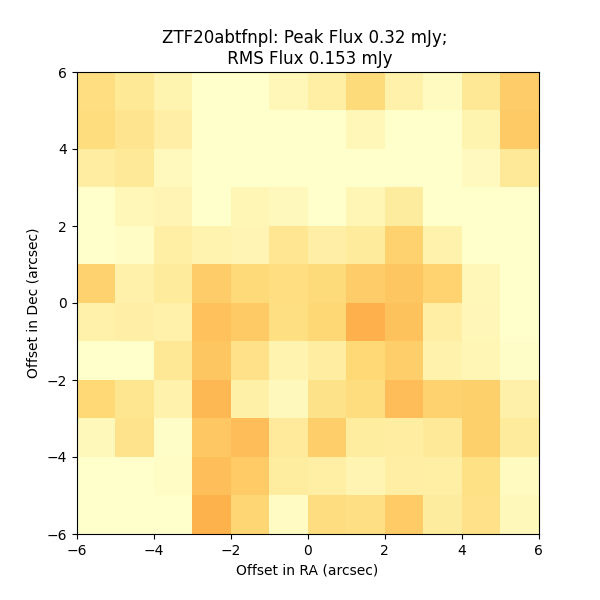 ZTF20abtfnpl: Peak Flux 0.32 mJy;
RMS Flux 0.153 mJy
6
4
2
0
−2
−4
−6
Offset in Dec (arcsec)
−6 −4 −2 0 2 4 6
Offset in RA (arcsec)